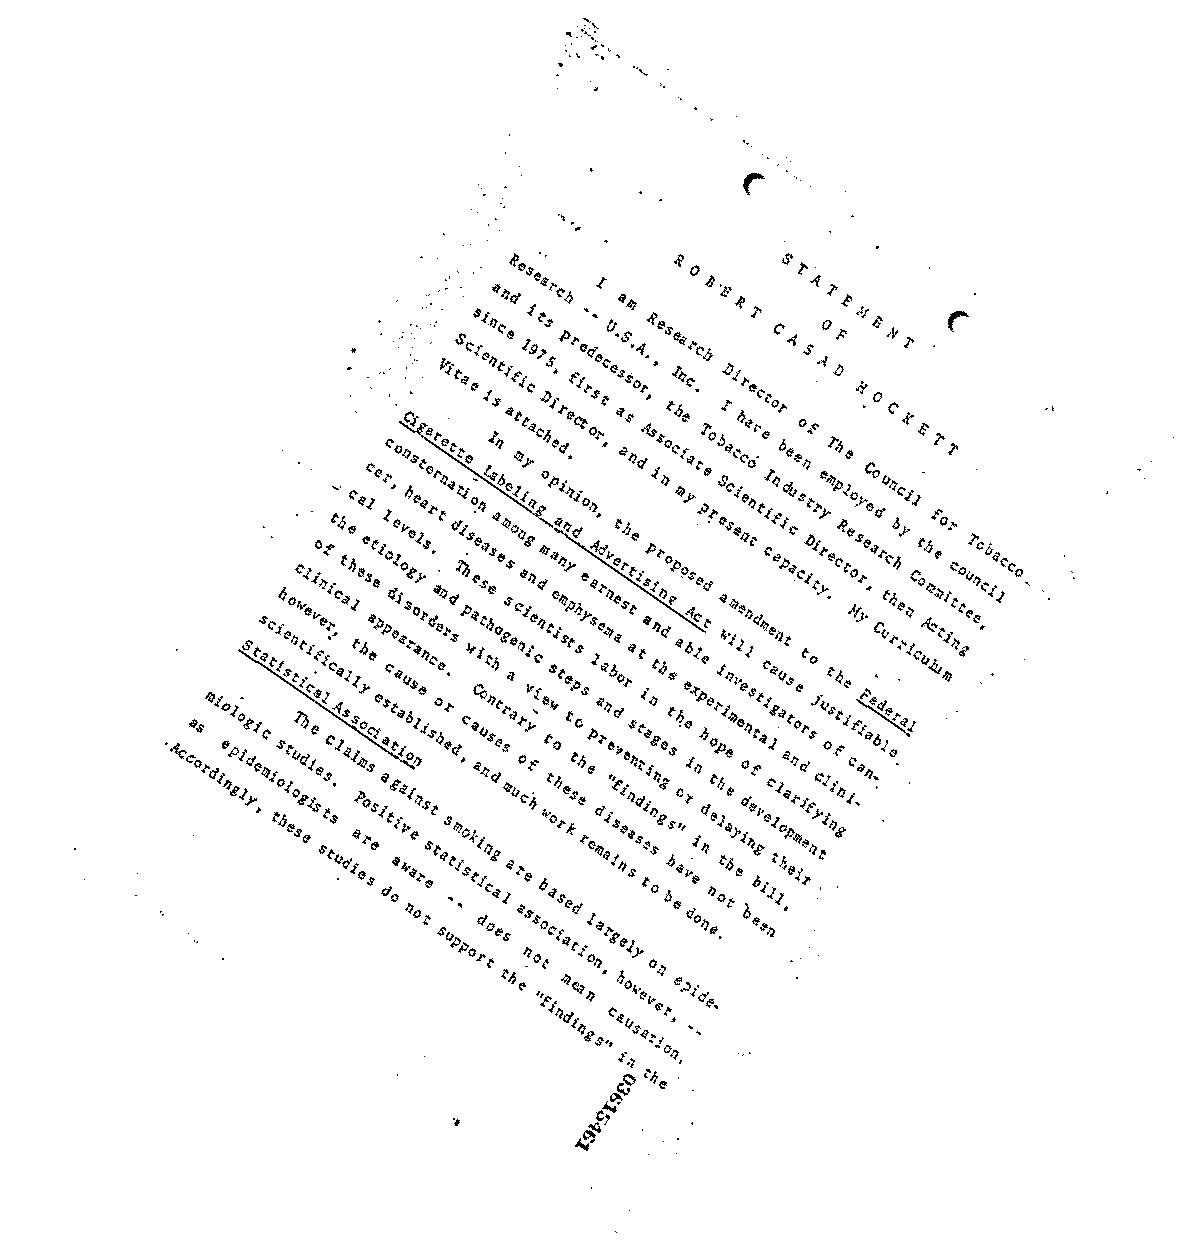 STATEMENT
OF
ROBERT CASAD HOCKETT
I am Research Director of The Council for Tobacco
Research -- U.S.A., Inc. I have been employed by the council
and its predecessor, the Tobacco Industry Research Committee,
since 1975, first as Associate Scientific Director, then Acting
Scientific Director, and in my present capacity. My Curriculum
Vitae is attached.
In my opinion, the proposed amendment to the Federal
Cigarette Labeling and Advertising Act will cause justifiable
consternation among many earnest and able investigators of can-
cer, heart diseases and emphysema at the experimental and clini-
cal levels. These scientists labor in the hope of clarifying
the etiology and pathogenic steps and stages in the development
of these disorders with a view to preventing or delaying their
clinical appearance. Contrary to the "findings" in the bill,
however, the cause or causes of these diseases have not been
scientifically established, and much work remains to be done.
Statistical Association
The claims against smoking are based largely on epide-
miologic studies. Positive statistical association, however, --
as epidemiologists are aware -- does not mean causation.
Accordingly, these studies do not support the "findings" in the
03615461